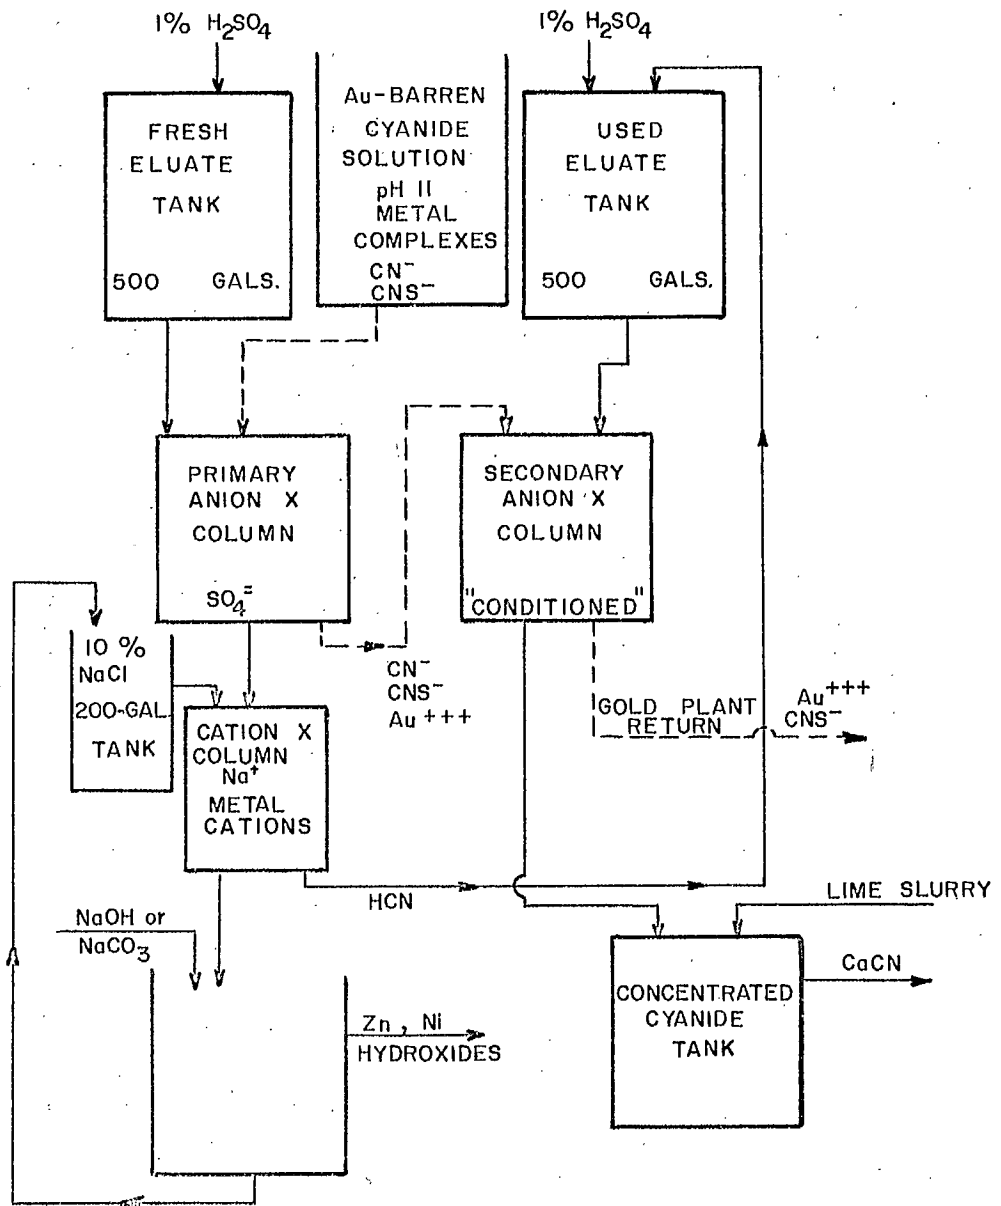 1% H₂SO₄
1% H₂SO₄
FRESH
ELUATE
TANK
500 GALS.
Au-BARREN
CYANIDE
SOLUTION
pH 11
METAL
COMPLEXES
CN⁻
CNS⁻
USED
ELUATE
TANK
500 GALS.
PRIMARY
ANION X
COLUMN
SO₄⁼
SECONDARY
ANION X
COLUMN
"CONDITIONED"
10 %
NaCl
200-GAL.
TANK
CN⁻
CNS⁻
Au⁺⁺⁺
GOLD PLANT
RETURN
Au⁺⁺⁺
CNS⁻
CATION X
COLUMN
Na⁺
METAL
CATIONS
HCN
LIME SLURRY
NaOH or
NaCO₃
Zn, Ni
HYDROXIDES
CONCENTRATED
CYANIDE
TANK
CaCN